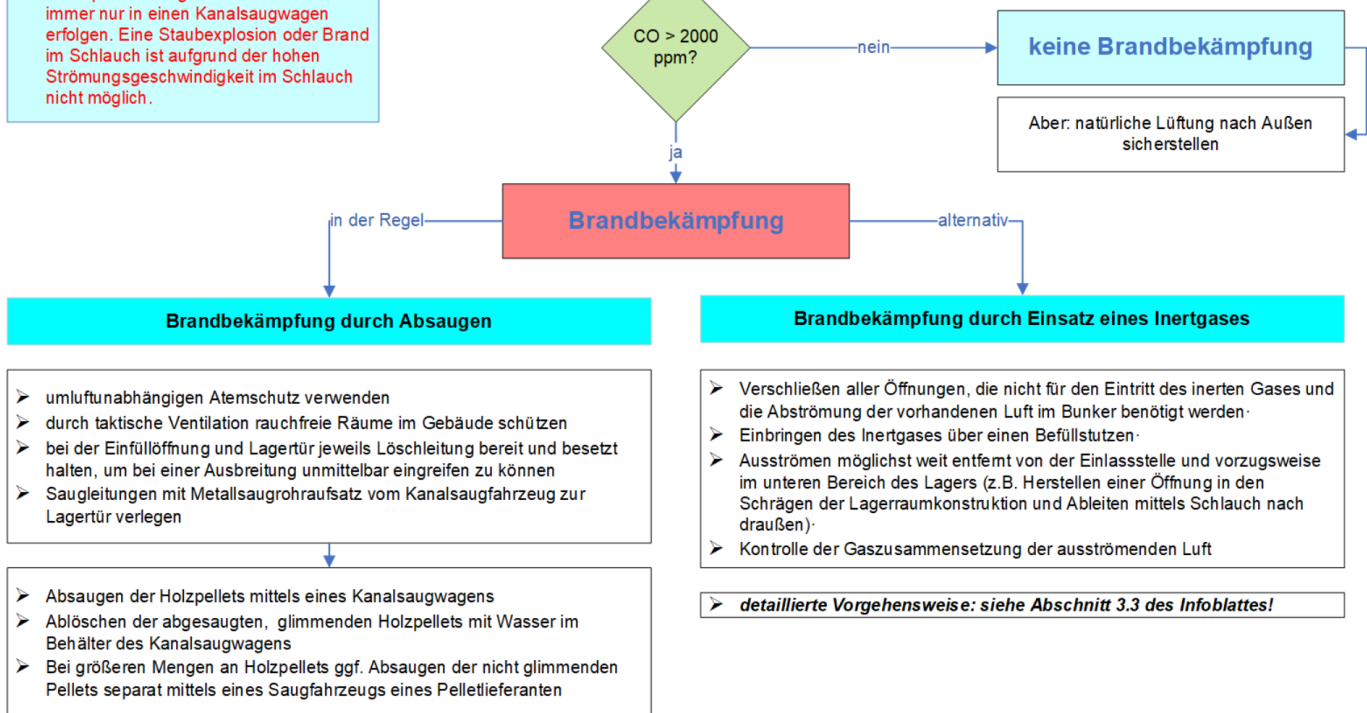 immer nur in einen Kanalsaugwagen
erfolgen. Eine Staubexplosion oder Brand
im Schlauch ist aufgrund der hohen
Strömungsgeschwindigkeit im Schlauch
nicht möglich.
CO > 2000
ppm?
nein
keine Brandbekämpfung
Aber: natürliche Lüftung nach Außen
sicherstellen
ja
in der Regel
Brandbekämpfung
alternativ
Brandbekämpfung durch Absaugen
➢ umluftunabhängigen Atemschutz verwenden
➢ durch taktische Ventilation rauchfreie Räume im Gebäude schützen
➢ bei der Einfüllöffnung und Lagertür jeweils Löschleitung bereit und besetzt
halten, um bei einer Ausbreitung unmittelbar eingreifen zu können
➢ Saugleitungen mit Metallsaugrohraufsatz vom Kanalsaugfahrzeug zur
Lagertür verlegen
➢ Absaugen der Holzpellets mittels eines Kanalsaugwagens
➢ Ablöschen der abgesaugten, glimmenden Holzpellets mit Wasser im
Behälter des Kanalsaugwagens
➢ Bei größeren Mengen an Holzpellets ggf. Absaugen der nicht glimmenden
Pellets separat mittels eines Saugfahrzeugs eines Pelletlieferanten
Brandbekämpfung durch Einsatz eines Inertgases
➢ Verschließen aller Öffnungen, die nicht für den Eintritt des inerten Gases und
die Abströmung der vorhandenen Luft im Bunker benötigt werden·
➢ Einbringen des Inertgases über einen Befüllstutzen·
➢ Ausströmen möglichst weit entfernt von der Einlassstelle und vorzugsweise
im unteren Bereich des Lagers (z.B. Herstellen einer Öffnung in den
Schrägen der Lagerraumkonstruktion und Ableiten mittels Schlauch nach
draußen)·
➢ Kontrolle der Gaszusammensetzung der ausströmenden Luft
➢ detaillierte Vorgehensweise: siehe Abschnitt 3.3 des Infoblattes!